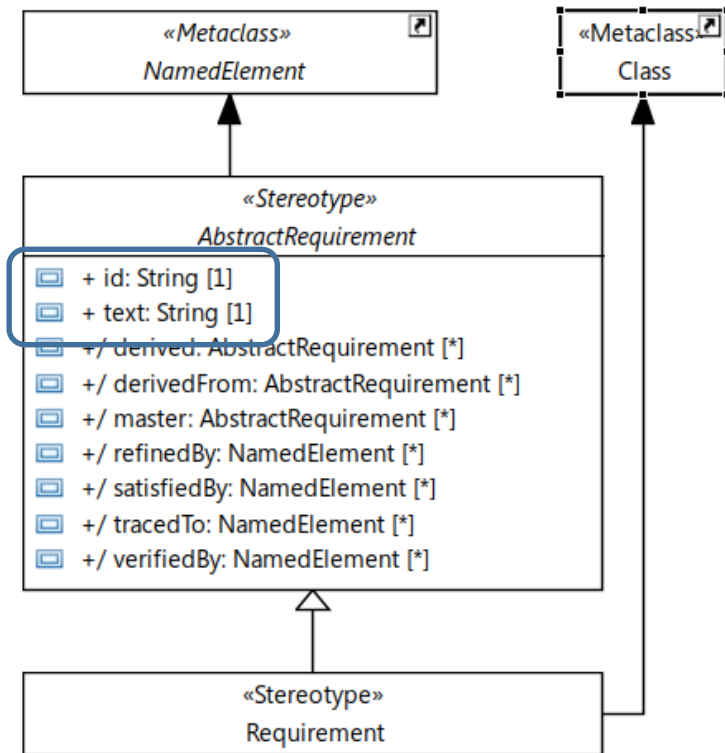 «Metaclass»
NamedElement
«Metaclass»
Class
«Stereotype»
AbstractRequirement
+ id: String [1]
+ text: String [1]
+/ derived: AbstractRequirement [*]
+/ derivedFrom: AbstractRequirement [*]
+/ master: AbstractRequirement [*]
+/ refinedBy: NamedElement [*]
+/ satisfiedBy: NamedElement [*]
+/ tracedTo: NamedElement [*]
+/ verifiedBy: NamedElement [*]
«Stereotype»
Requirement